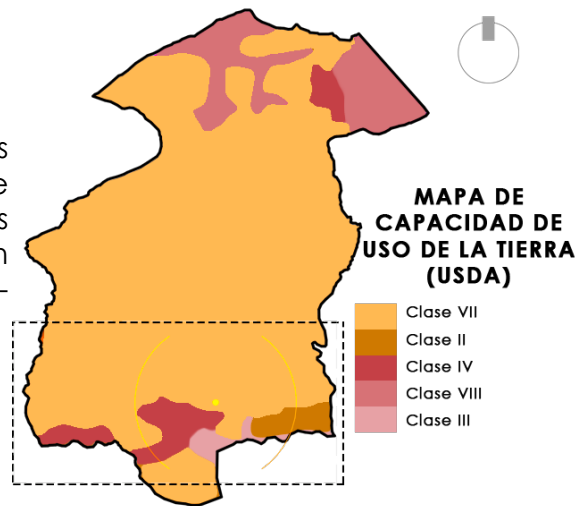 s
e
s
n
-
MAPA DE
CAPACIDAD DE
USO DE LA TIERRA
(USDA)
Clase VII
Clase II
Clase IV
Clase VIII
Clase III